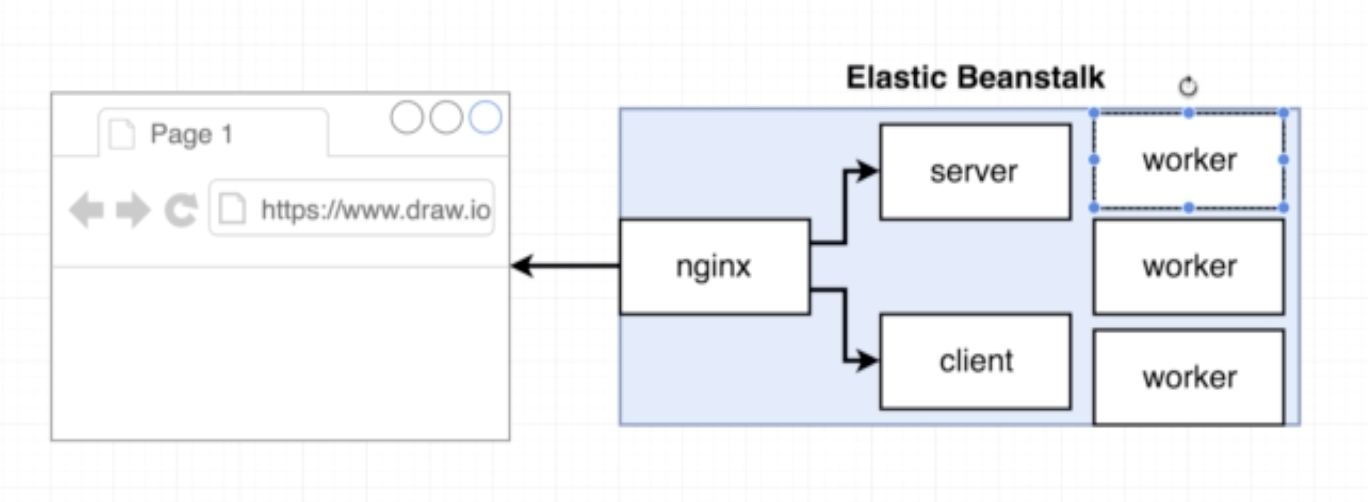 Elastic Beanstalk
Page 1
https://www.draw.io
nginx
server
client
worker
worker
worker